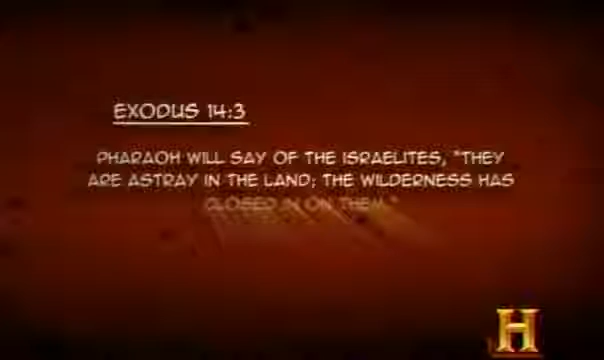 EXODUS 14:3
PHARAOH WILL SAY OF THE ISRAELITES, "THEY
ARE ASTRAY IN THE LAND; THE WILDERNESS HAS
CLOSED IN ON THEM."
H